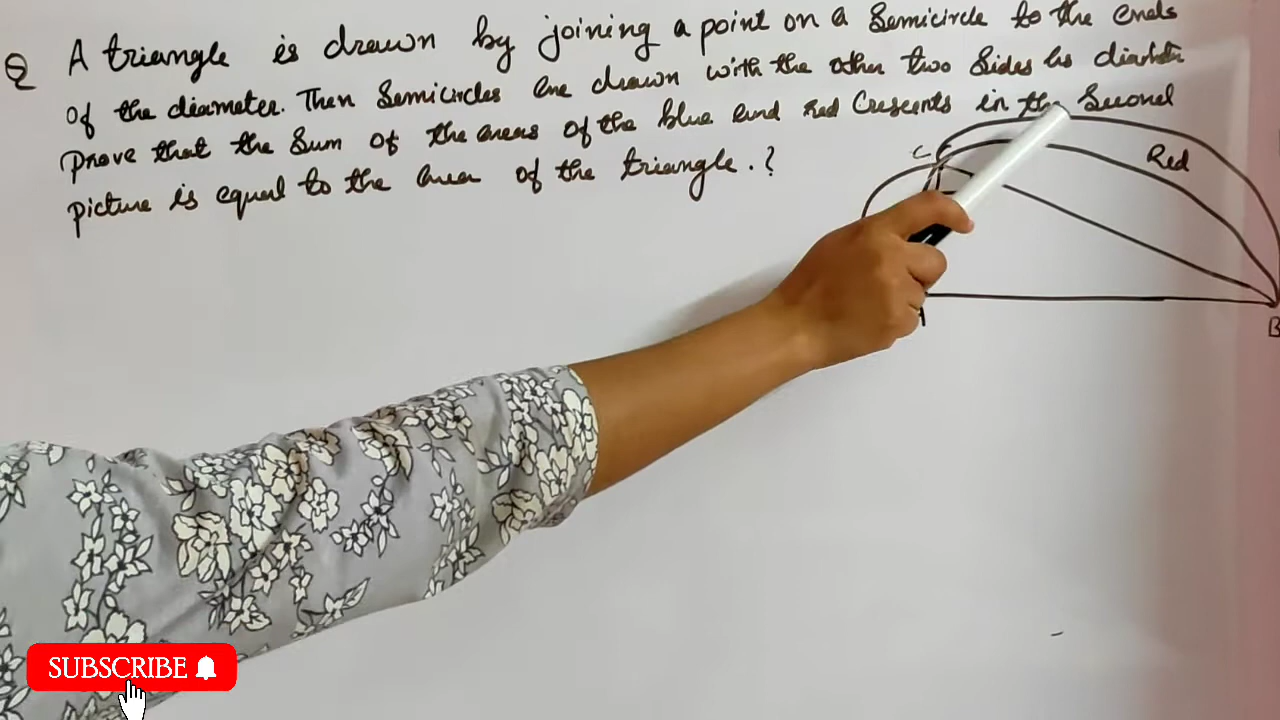 Q A triangle is drawn by joining a point on a Semicircle to the ends
of the diameter. Then Semicircles are drawn with the other two Sides as diameter
Prove that the Sum of the areas of the blue and red Crescents in the Second
picture is equal to the area of the triangle.?
C
Red
A
B
SUBSCRIBE